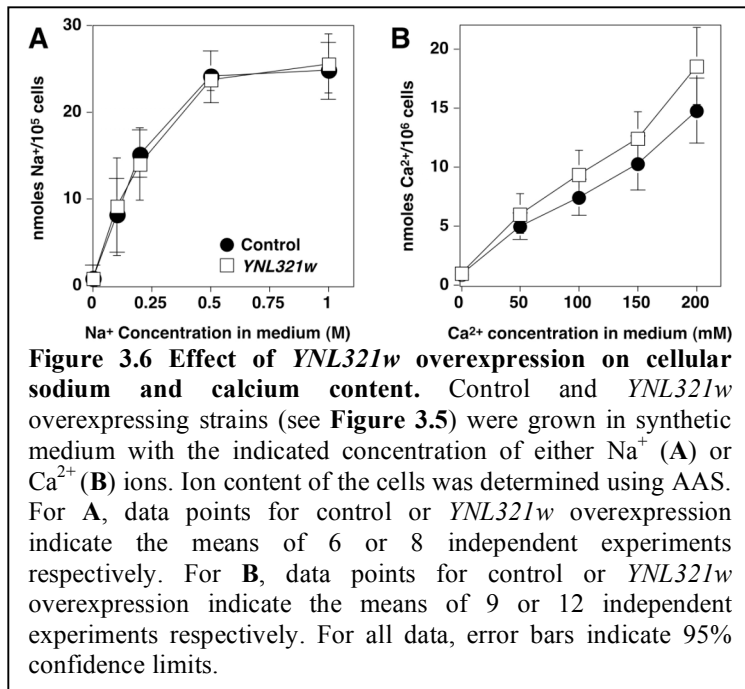 A
B
nmoles Na⁺/10⁵ cells
30
20
10
0
Control
YNL321w
0
0.25
0.5
0.75
1
Na⁺ Concentration in medium (M)
nmoles Ca²⁺/10⁶ cells
20
15
10
5
0
0
50
100
150
200
Ca²⁺ concentration in medium (mM)
Figure 3.6 Effect of YNL321w overexpression on cellular
sodium and calcium content. Control and YNL321w
overexpressing strains (see Figure 3.5) were grown in synthetic
medium with the indicated concentration of either Na⁺ (A) or
Ca²⁺ (B) ions. Ion content of the cells was determined using AAS.
For A, data points for control or YNL321w overexpression
indicate the means of 6 or 8 independent experiments
respectively. For B, data points for control or YNL321w
overexpression indicate the means of 9 or 12 independent
experiments respectively. For all data, error bars indicate 95%
confidence limits.